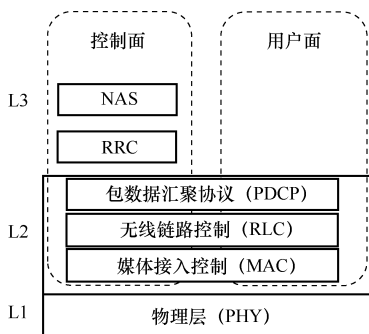 控制面 用户面
L3 NAS
RRC
包数据汇聚协议（PDCP）
L2 无线链路控制（RLC）
媒体接入控制（MAC）
L1 物理层（PHY）